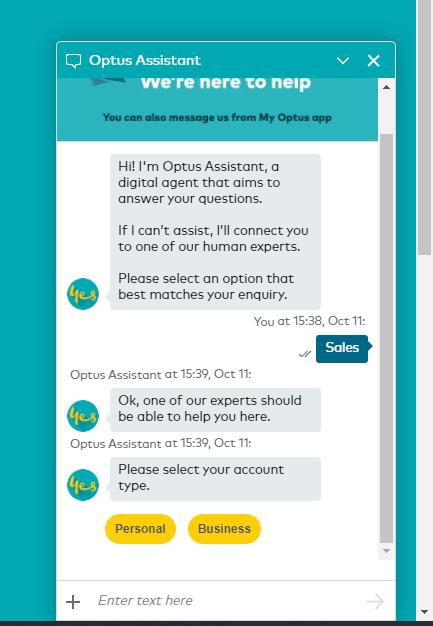 Optus Assistant
We're here to help
You can also message us from My Optus app
Hi! I'm Optus Assistant, a
digital agent that aims to
answer your questions.
If I can't assist, I'll connect you
to one of our human experts.
Please select an option that
best matches your enquiry.
yes
You at 15:38, Oct 11:
Sales
Optus Assistant at 15:39, Oct 11:
Ok, one of our experts should
be able to help you here.
yes
Optus Assistant at 15:39, Oct 11:
Please select your account
type.
yes
Personal Business
Enter text here